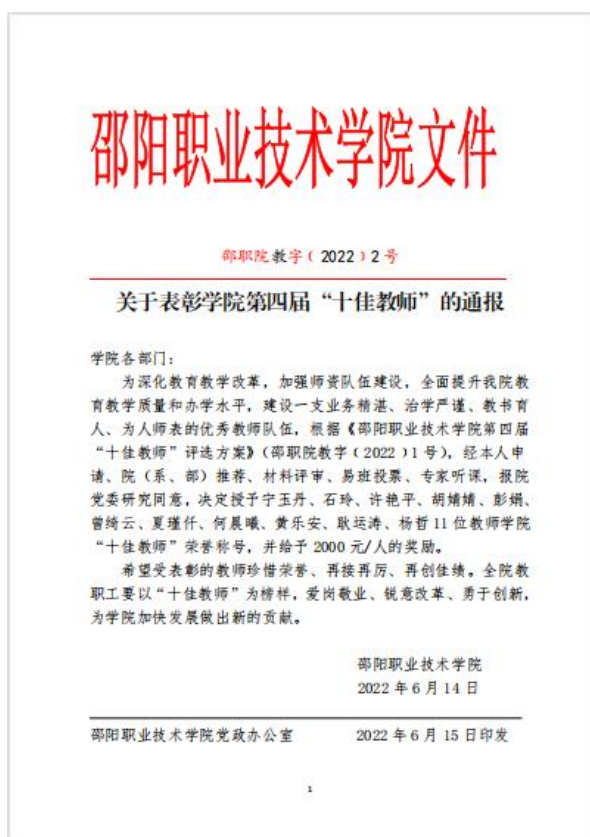 邵阳职业技术学院文件
邵职院教字﹝2022﹞2号
关于表彰学院第四届“十佳教师”的通报
学院各部门：
为深化教育教学改革，加强师资队伍建设，全面提升我院教
育教学质量和办学水平，建设一支业务精湛、治学严谨、教书育
人、为人师表的优秀教师队伍，根据《邵阳职业技术学院第四届
“十佳教师”评选方案》（邵职院教字﹝2022﹞1号），经本人申
请、院（系、部）推荐、材料评审、易班投票、专家听课，报院
党委研究同意，决定授予宁玉丹、石玲、许艳平、胡婧婧、彭娟、
曾绮云、夏瑾仟、何晨曦、黄乐安、耿运涛、杨哲11位教师学院
“十佳教师”荣誉称号，并给予2000元/人的奖励。
希望受表彰的教师珍惜荣誉、再接再厉、再创佳绩。全院教
职工要以“十佳教师”为榜样，爱岗敬业、锐意改革、勇于创新，
为学院加快发展做出新的贡献。
邵阳职业技术学院
2022年6月14日
邵阳职业技术学院党政办公室 2022年6月15日印发
1